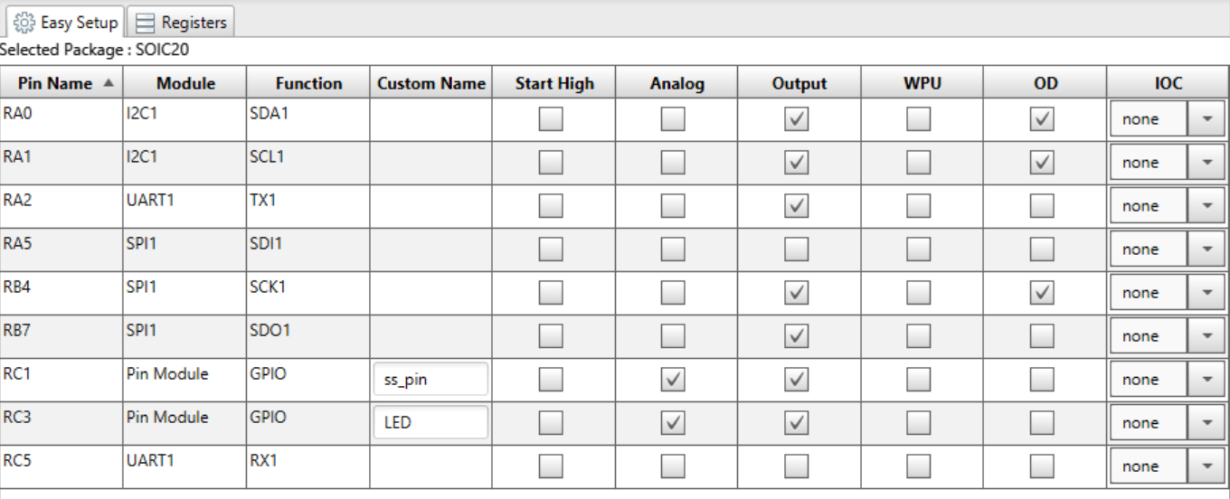 Easy Setup Registers
Selected Package : SOIC20
Pin Name Module Function Custom Name Start High Analog Output WPU OD IOC
RA0 I2C1 SDA1 none
RA1 I2C1 SCL1 none
RA2 UART1 TX1 none
RA5 SPI1 SDI1 none
RB4 SPI1 SCK1 none
RB7 SPI1 SDO1 none
RC1 Pin Module GPIO ss_pin none
RC3 Pin Module GPIO LED none
RC5 UART1 RX1 none